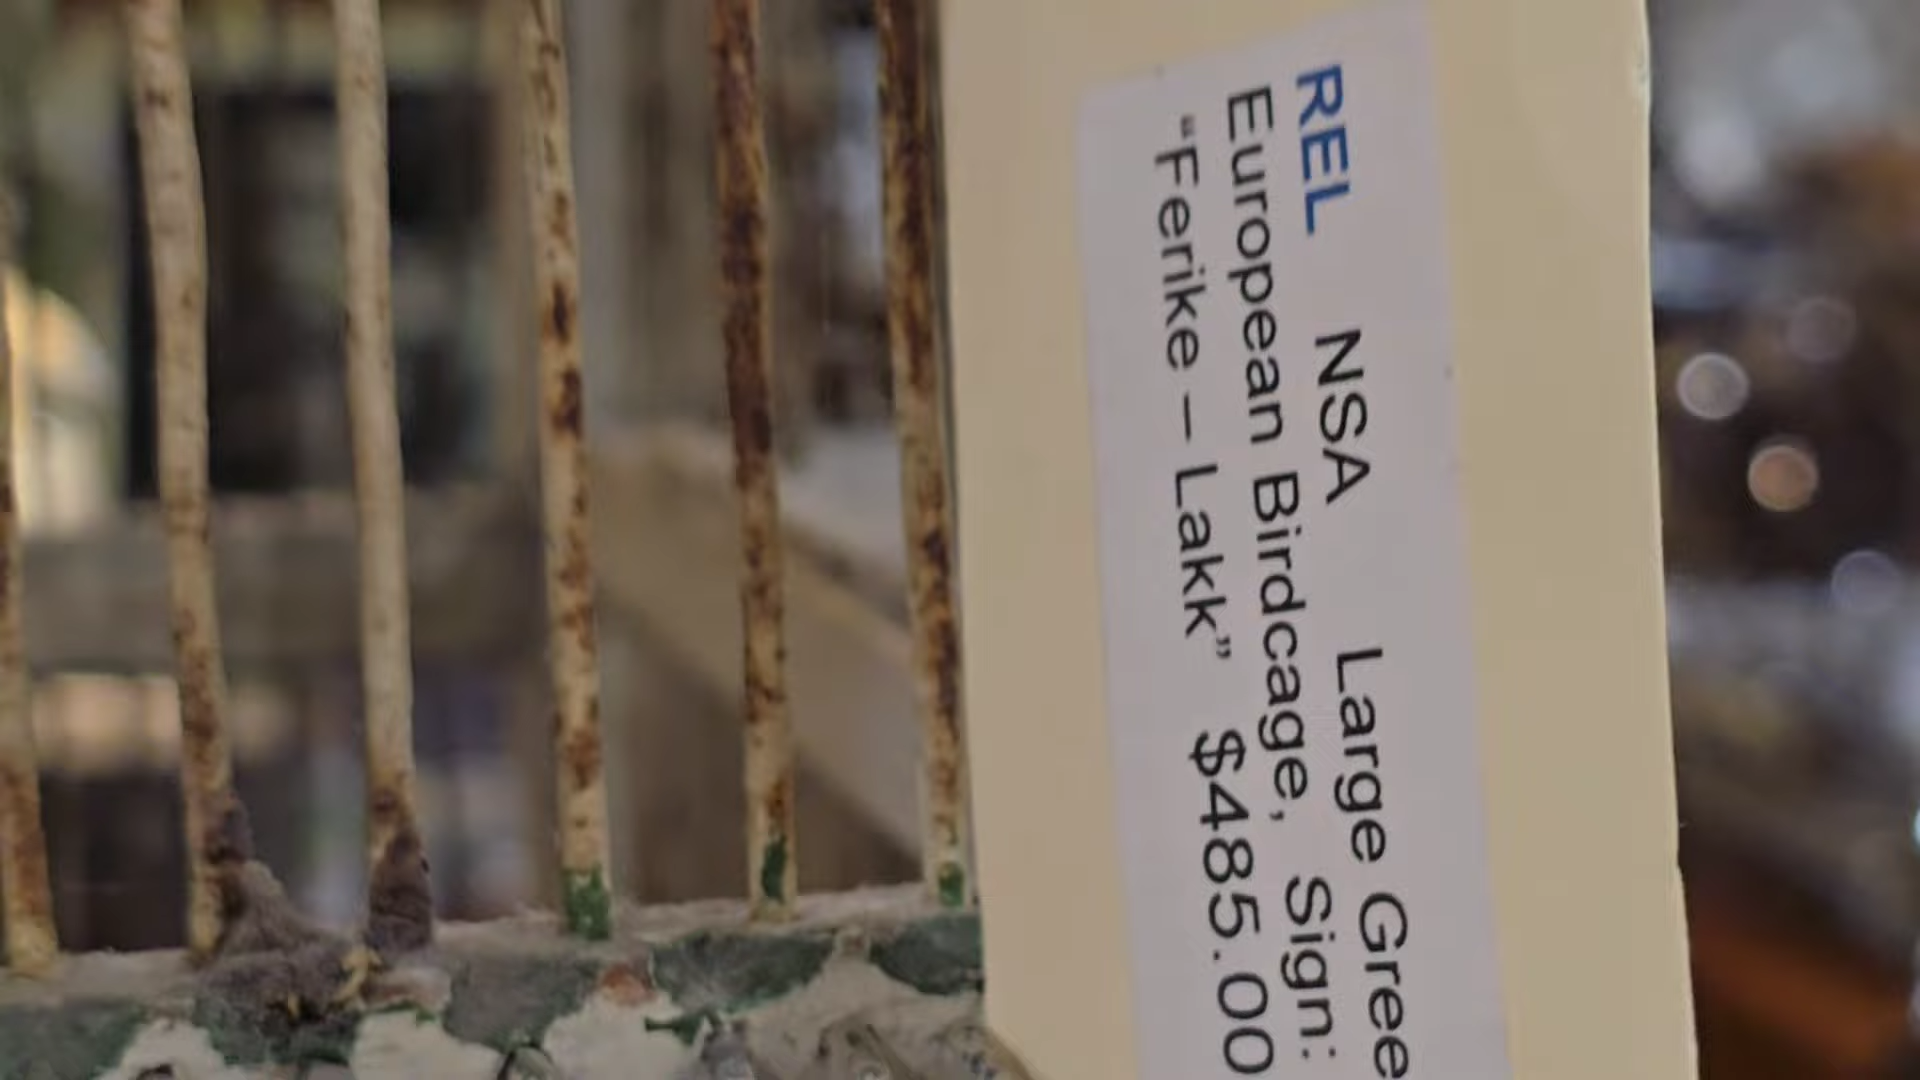 REL NSA Large Gree
European Birdcage, Sign:
“Ferike – Lakk” $485.00